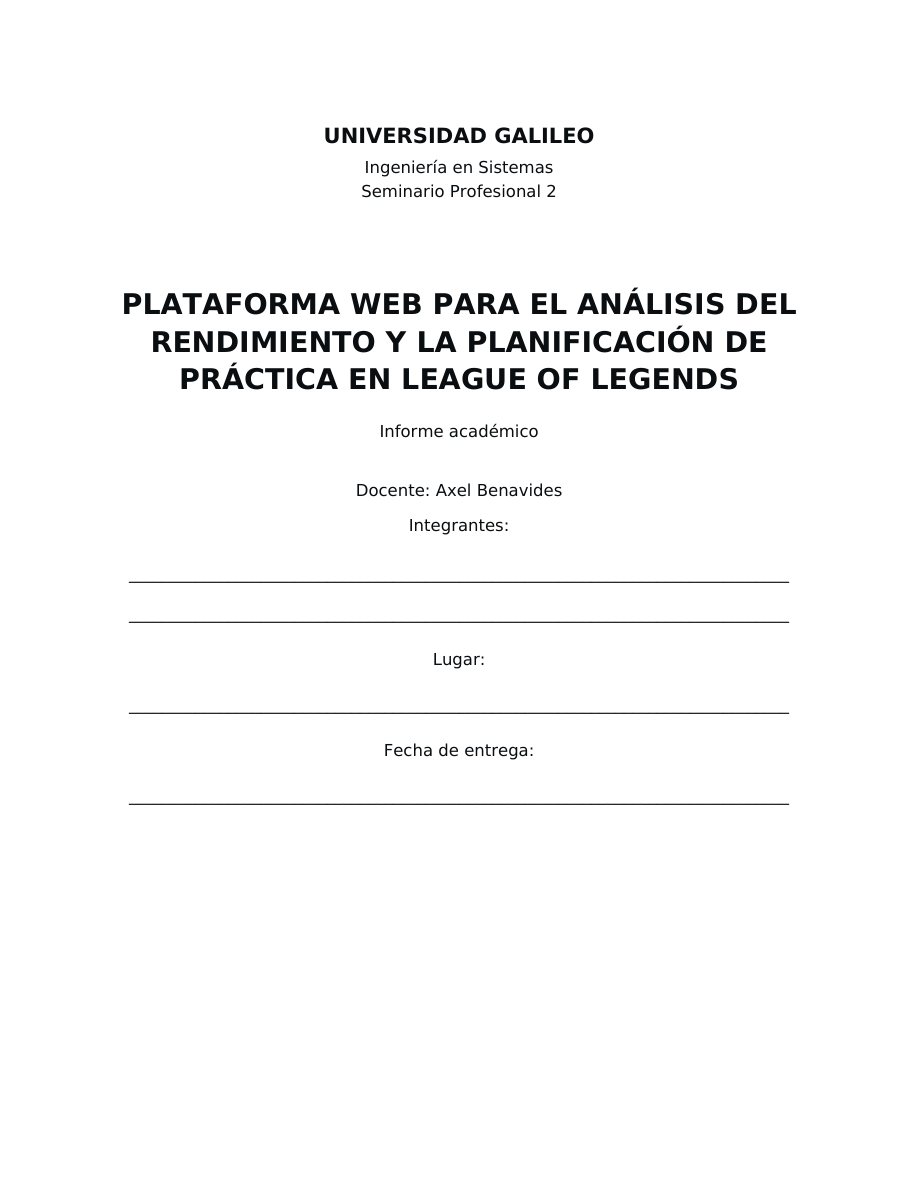 UNIVERSIDAD GALILEO
Ingeniería en Sistemas
Seminario Profesional 2
PLATAFORMA WEB PARA EL ANÁLISIS DEL
RENDIMIENTO Y LA PLANIFICACIÓN DE
PRÁCTICA EN LEAGUE OF LEGENDS
Informe académico
Docente: Axel Benavides
Integrantes:
Lugar:
Fecha de entrega: